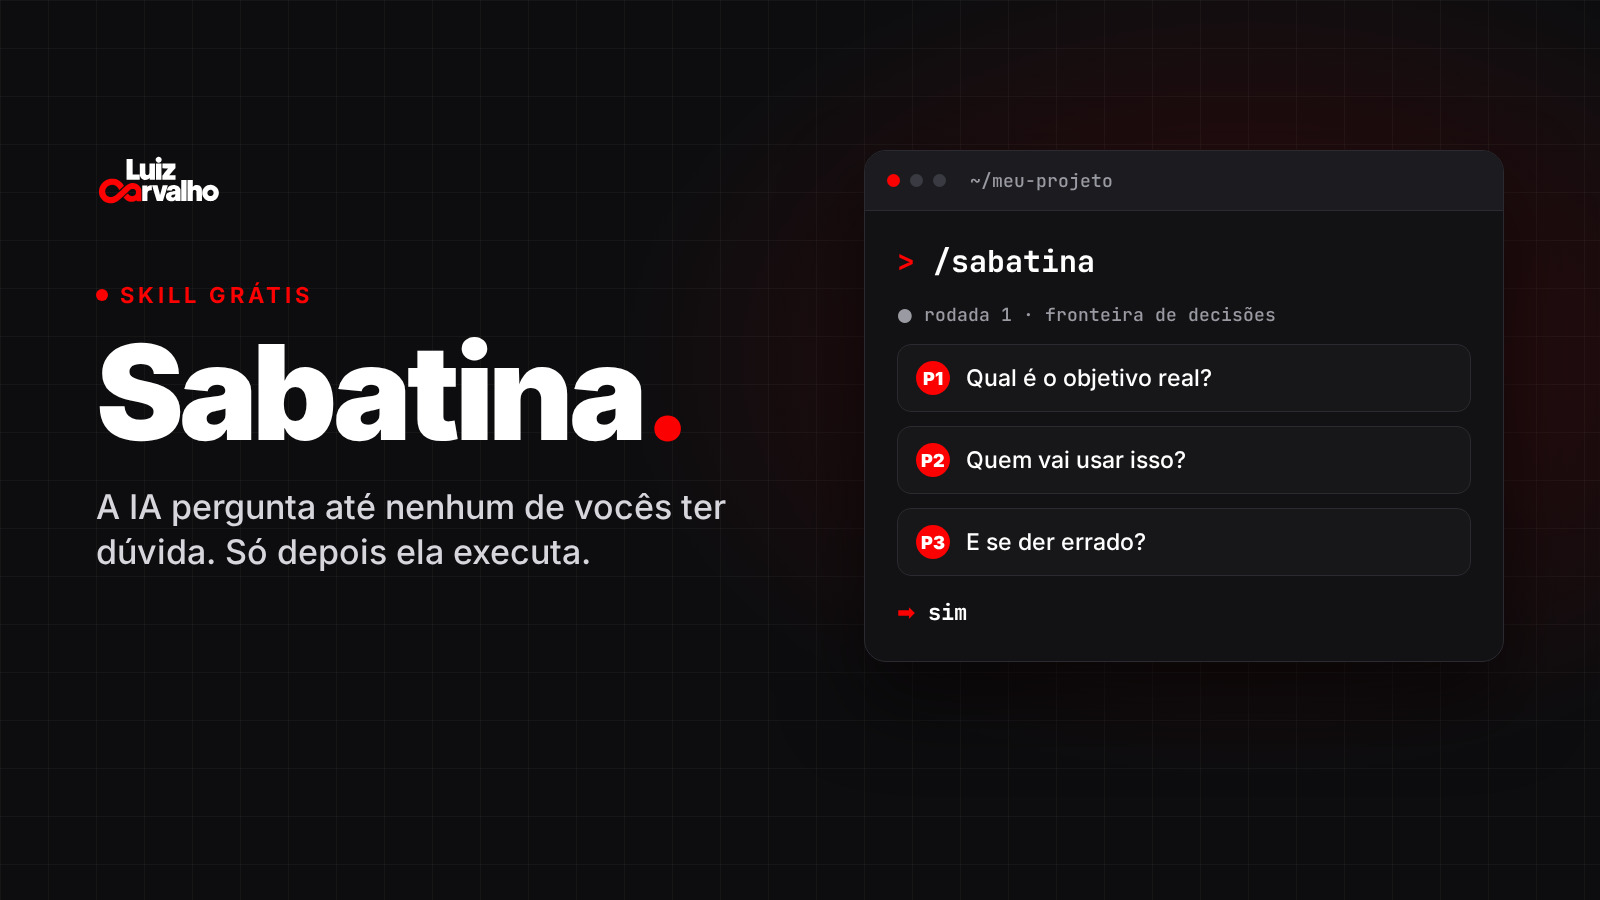 Luiz
Carvalho
SKILL GRÁTIS
Sabatina.
A IA pergunta até nenhum de vocês ter
dúvida. Só depois ela executa.
~/meu-projeto
> /sabatina
rodada 1 · fronteira de decisões
P1 Qual é o objetivo real?
P2 Quem vai usar isso?
P3 E se der errado?
➡ sim